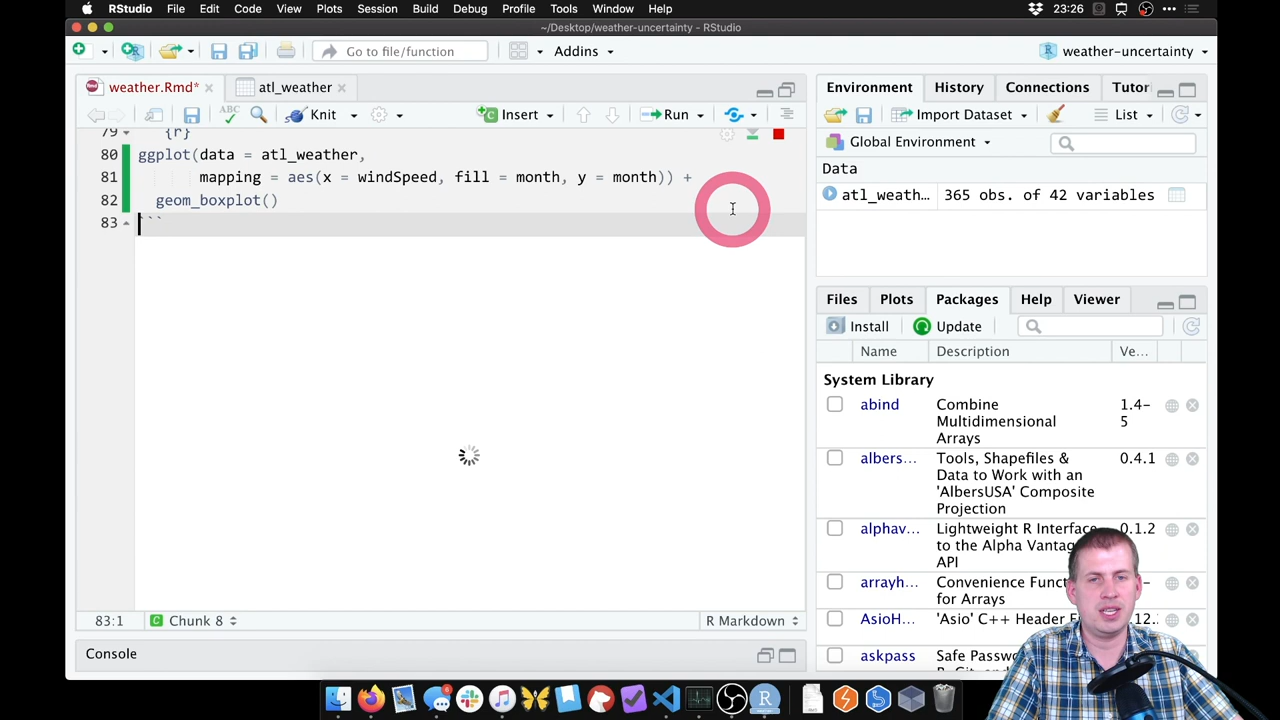 RStudio File Edit Code View Plots Session Build Debug Profile Tools Window Help 23:26
~/Desktop/weather-uncertainty - RStudio
Go to file/function Addins weather-uncertainty
weather.Rmd* atl_weather
ABC Knit Insert Run
79 {r}
80 ggplot(data = atl_weather,
81 mapping = aes(x = windSpeed, fill = month, y = month)) +
82 geom_boxplot()
83 ```
83:1 Chunk 8 R Markdown
Console
Environment History Connections Tutor
Import Dataset List
Global Environment
Data
atl_weath… 365 obs. of 42 variables
Files Plots Packages Help Viewer
Install Update
Name Description Ve…
System Library
abind Combine Multidimensional Arrays 1.4-5
albers… Tools, Shapefiles & Data to Work with an 'AlbersUSA' Composite Projection 0.4.1
alphav… Lightweight R Interface to the Alpha Vantag API 0.1.2
arrayh… Convenience Funct for Arrays
AsioH… 'Asio' C++ Header F 12.
askpass Safe Passwo